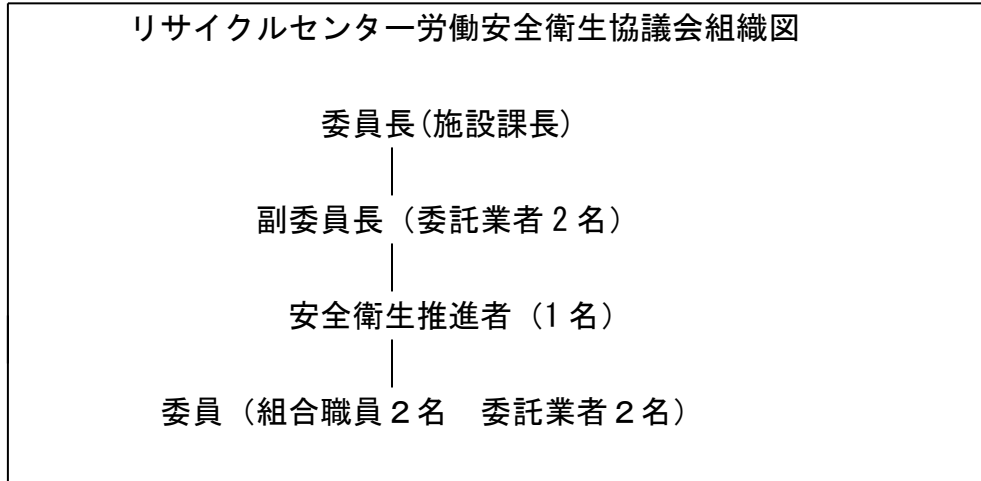 リサイクルセンター労働安全衛生協議会組織図
委員長(施設課長)
副委員長（委託業者2名）
安全衛生推進者（1名）
委員（組合職員２名　委託業者２名）